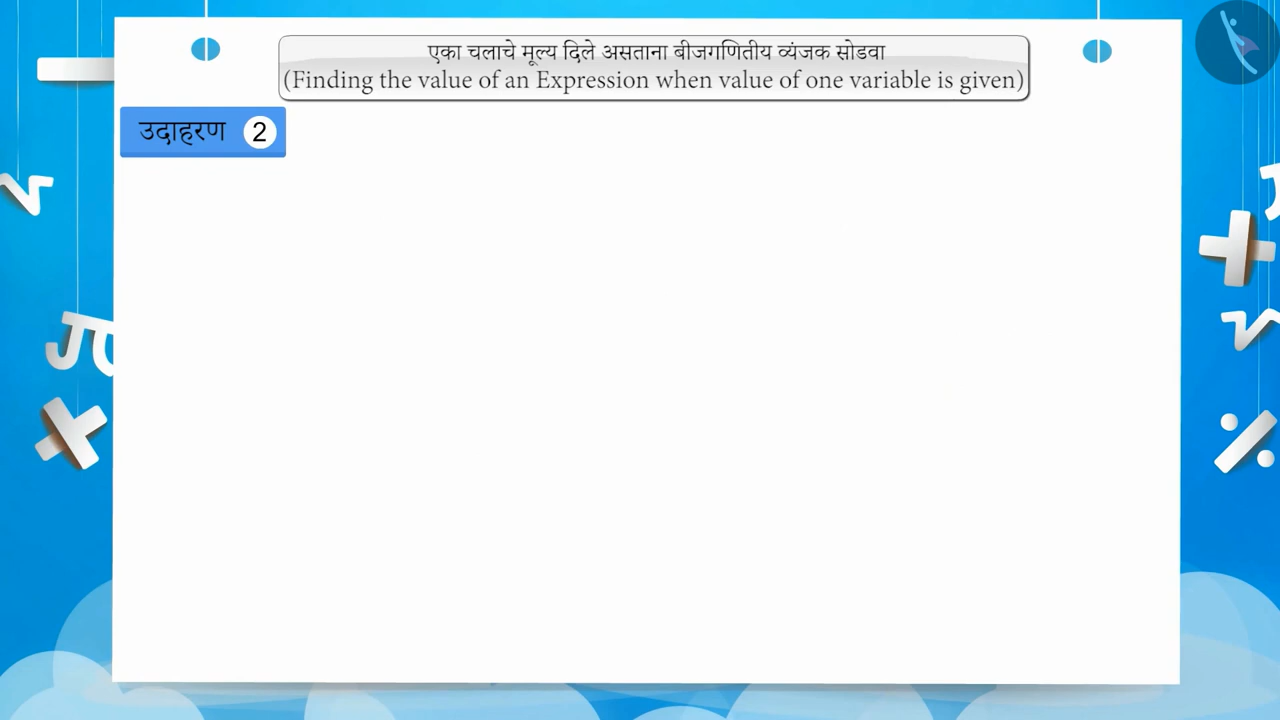 एका चलाचे मूल्य दिले असताना बीजगणितीय व्यंजक सोडवा
(Finding the value of an Expression when value of one variable is given)
उदाहरण 2